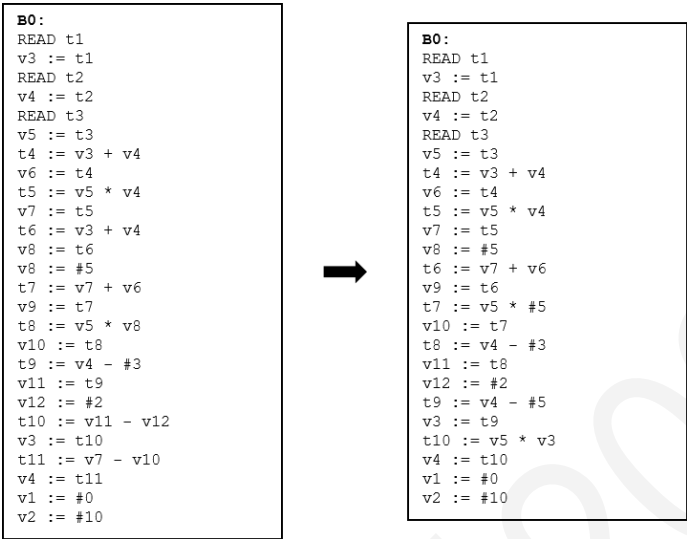 B0:
READ t1
v3 := t1
READ t2
v4 := t2
READ t3
v5 := t3
t4 := v3 + v4
v6 := t4
t5 := v5 * v4
v7 := t5
t6 := v3 + v4
v8 := t6
v8 := #5
t7 := v7 + v6
v9 := t7
t8 := v5 * v8
v10 := t8
t9 := v4 - #3
v11 := t9
v12 := #2
t10 := v11 - v12
v3 := t10
t11 := v7 - v10
v4 := t11
v1 := #0
v2 := #10
B0:
READ t1
v3 := t1
READ t2
v4 := t2
READ t3
v5 := t3
t4 := v3 + v4
v6 := t4
t5 := v5 * v4
v7 := t5
v8 := #5
t6 := v7 + v6
v9 := t6
t7 := v5 * #5
v10 := t7
t8 := v4 - #3
v11 := t8
v12 := #2
t9 := v4 - #5
v3 := t9
t10 := v5 * v3
v4 := t10
v1 := #0
v2 := #10